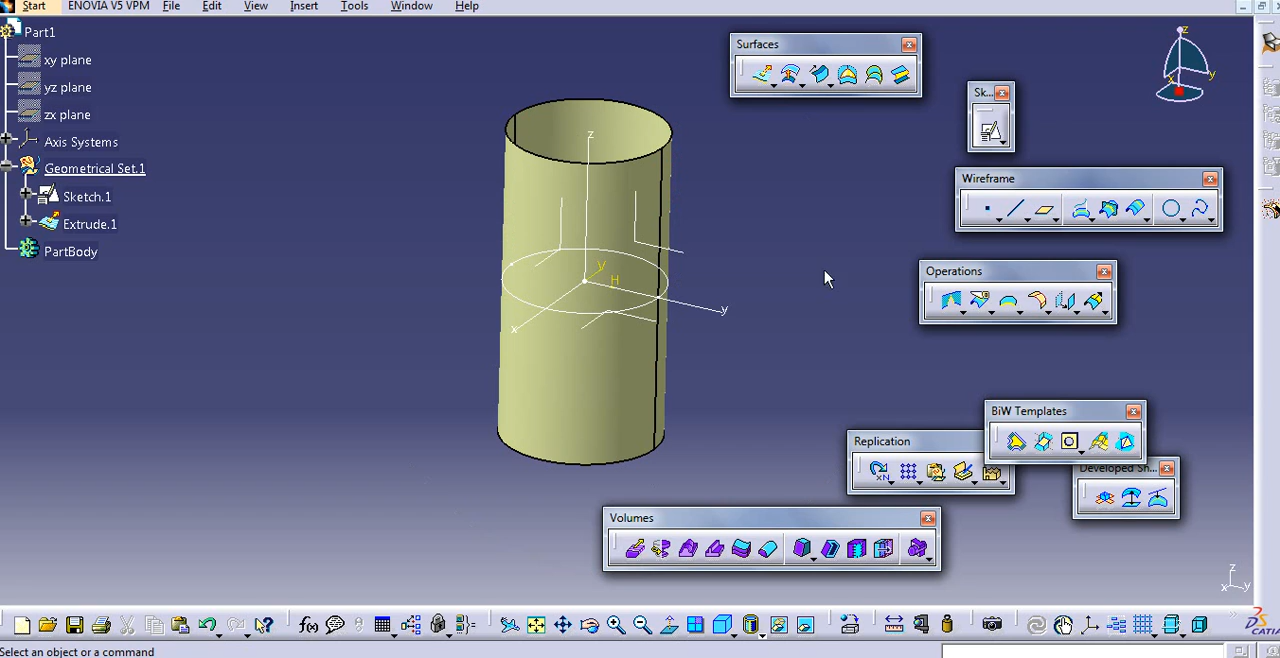 Start ENOVIA V5 VPM File Edit View Insert Tools Window Help
Part1
xy plane
yz plane
zx plane
Axis Systems
Geometrical Set.1
Sketch.1
Extrude.1
PartBody
Surfaces
Sk...
Wireframe
Operations
BiW Templates
Replication
Developed Sh...
Volumes
z
y
H
x
y
z
x
y
z
x
y
f(x)
CATIA
Select an object or a command